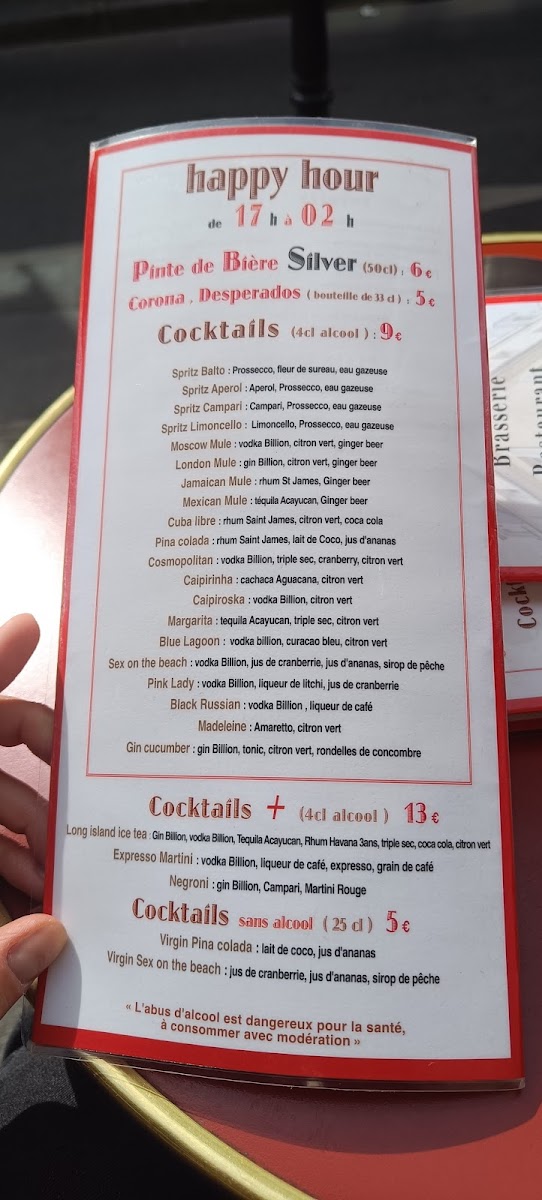 happy hour
de 17 h à 02 h
Pinte de Bière Silver (50cl) : 6 €
Corona , Desperados ( bouteille de 33 cl ) : 5 €
Cocktails (4cl alcool ) : 9€
Spritz Balto : Prossecco, fleur de sureau, eau gazeuse
Spritz Aperol : Aperol, Prossecco, eau gazeuse
Spritz Campari : Campari, Prossecco, eau gazeuse
Spritz Limoncello : Limoncello, Prossecco, eau gazeuse
Moscow Mule : vodka Billion, citron vert, ginger beer
London Mule : gin Billion, citron vert, ginger beer
Jamaican Mule : rhum St James, Ginger beer
Mexican Mule : téquila Acayucan, Ginger beer
Cuba libre : rhum Saint James, citron vert, coca cola
Pina colada : rhum Saint James, lait de Coco, jus d'ananas
Cosmopolitan : vodka Billion, triple sec, cranberry, citron vert
Caipirinha : cachaca Aguacana, citron vert
Caipiroska : vodka Billion, citron vert
Margarita : tequila Acayucan, triple sec, citron vert
Blue Lagoon : vodka billion, curacao bleu, citron vert
Sex on the beach : vodka Billion, jus de cranberrie, jus d'ananas, sirop de pêche
Pink Lady : vodka Billion, liqueur de litchi, jus de cranberrie
Black Russian : vodka Billion , liqueur de café
Madeleine : Amaretto, citron vert
Gin cucumber : gin Billion, tonic, citron vert, rondelles de concombre
Cocktails + (4cl alcool ) 13 €
Long island ice tea : Gin Billion, vodka Billion, Tequila Acayucan, Rhum Havana 3ans, triple sec, coca cola, citron vert
Expresso Martini : vodka Billion, liqueur de café, expresso, grain de café
Negroni : gin Billion, Campari, Martini Rouge
Cocktails sans alcool ( 25 cl ) 5 €
Virgin Pina colada : lait de coco, jus d'ananas
Virgin Sex on the beach : jus de cranberrie, jus d'ananas, sirop de pêche
« L'abus d'alcool est dangereux pour la santé,
à consommer avec modération »
Brasserie
Restaurant
Cockt